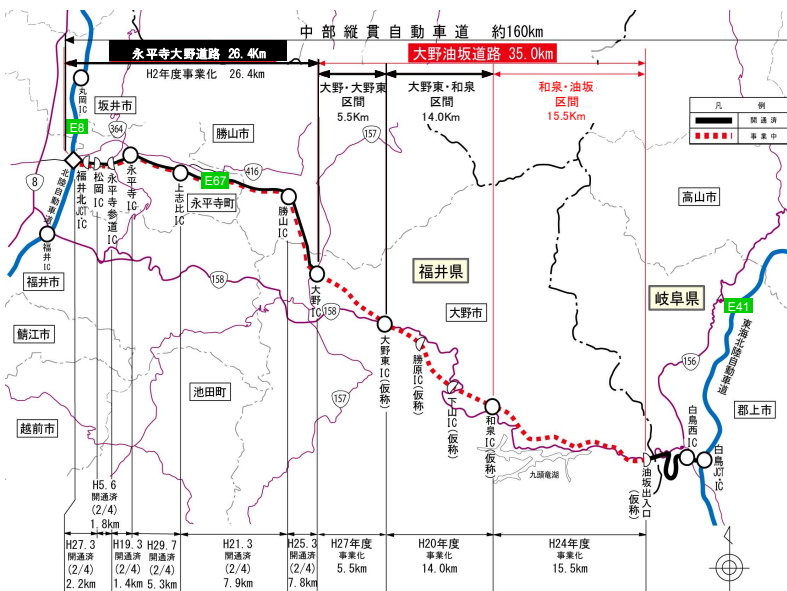 中部縦貫自動車道 約160km
永平寺大野道路 26.4Km
大野油坂道路 35.0km
H2年度事業化 26.4km
大野・大野東
区間
5.5Km
大野東・和泉
区間
14.0Km
和泉・油坂
区間
15.5Km
凡 例
開通済
事業中
丸岡IC
坂井市
E8
364
勝山市
157
416
8
北陸自動車道
福井北JCT・IC
松岡IC
永平寺参道IC
永平寺IC
上志比IC
E67
永平寺町
勝山IC
高山市
福井IC
福井市
158
大野IC
158
福井県
大野市
岐阜県
E41
東海北陸自動車道
鯖江市
大野東IC(仮称)
勝原IC(仮称)
156
池田町
157
下山IC(仮称)
和泉IC(仮称)
郡上市
越前市
白鳥西IC
白鳥JCT・IC
九頭竜湖
油坂出入口(仮称)
H5.6
開通済
(2/4)
1.8km
H27.3
開通済
(2/4)
2.2km
H19.3
開通済
(2/4)
1.4km
H29.7
開通済
(2/4)
5.3km
H21.3
開通済
(2/4)
7.9km
H25.3
開通済
(2/4)
7.8km
H27年度
事業化
5.5km
H20年度
事業化
14.0km
H24年度
事業化
15.5km